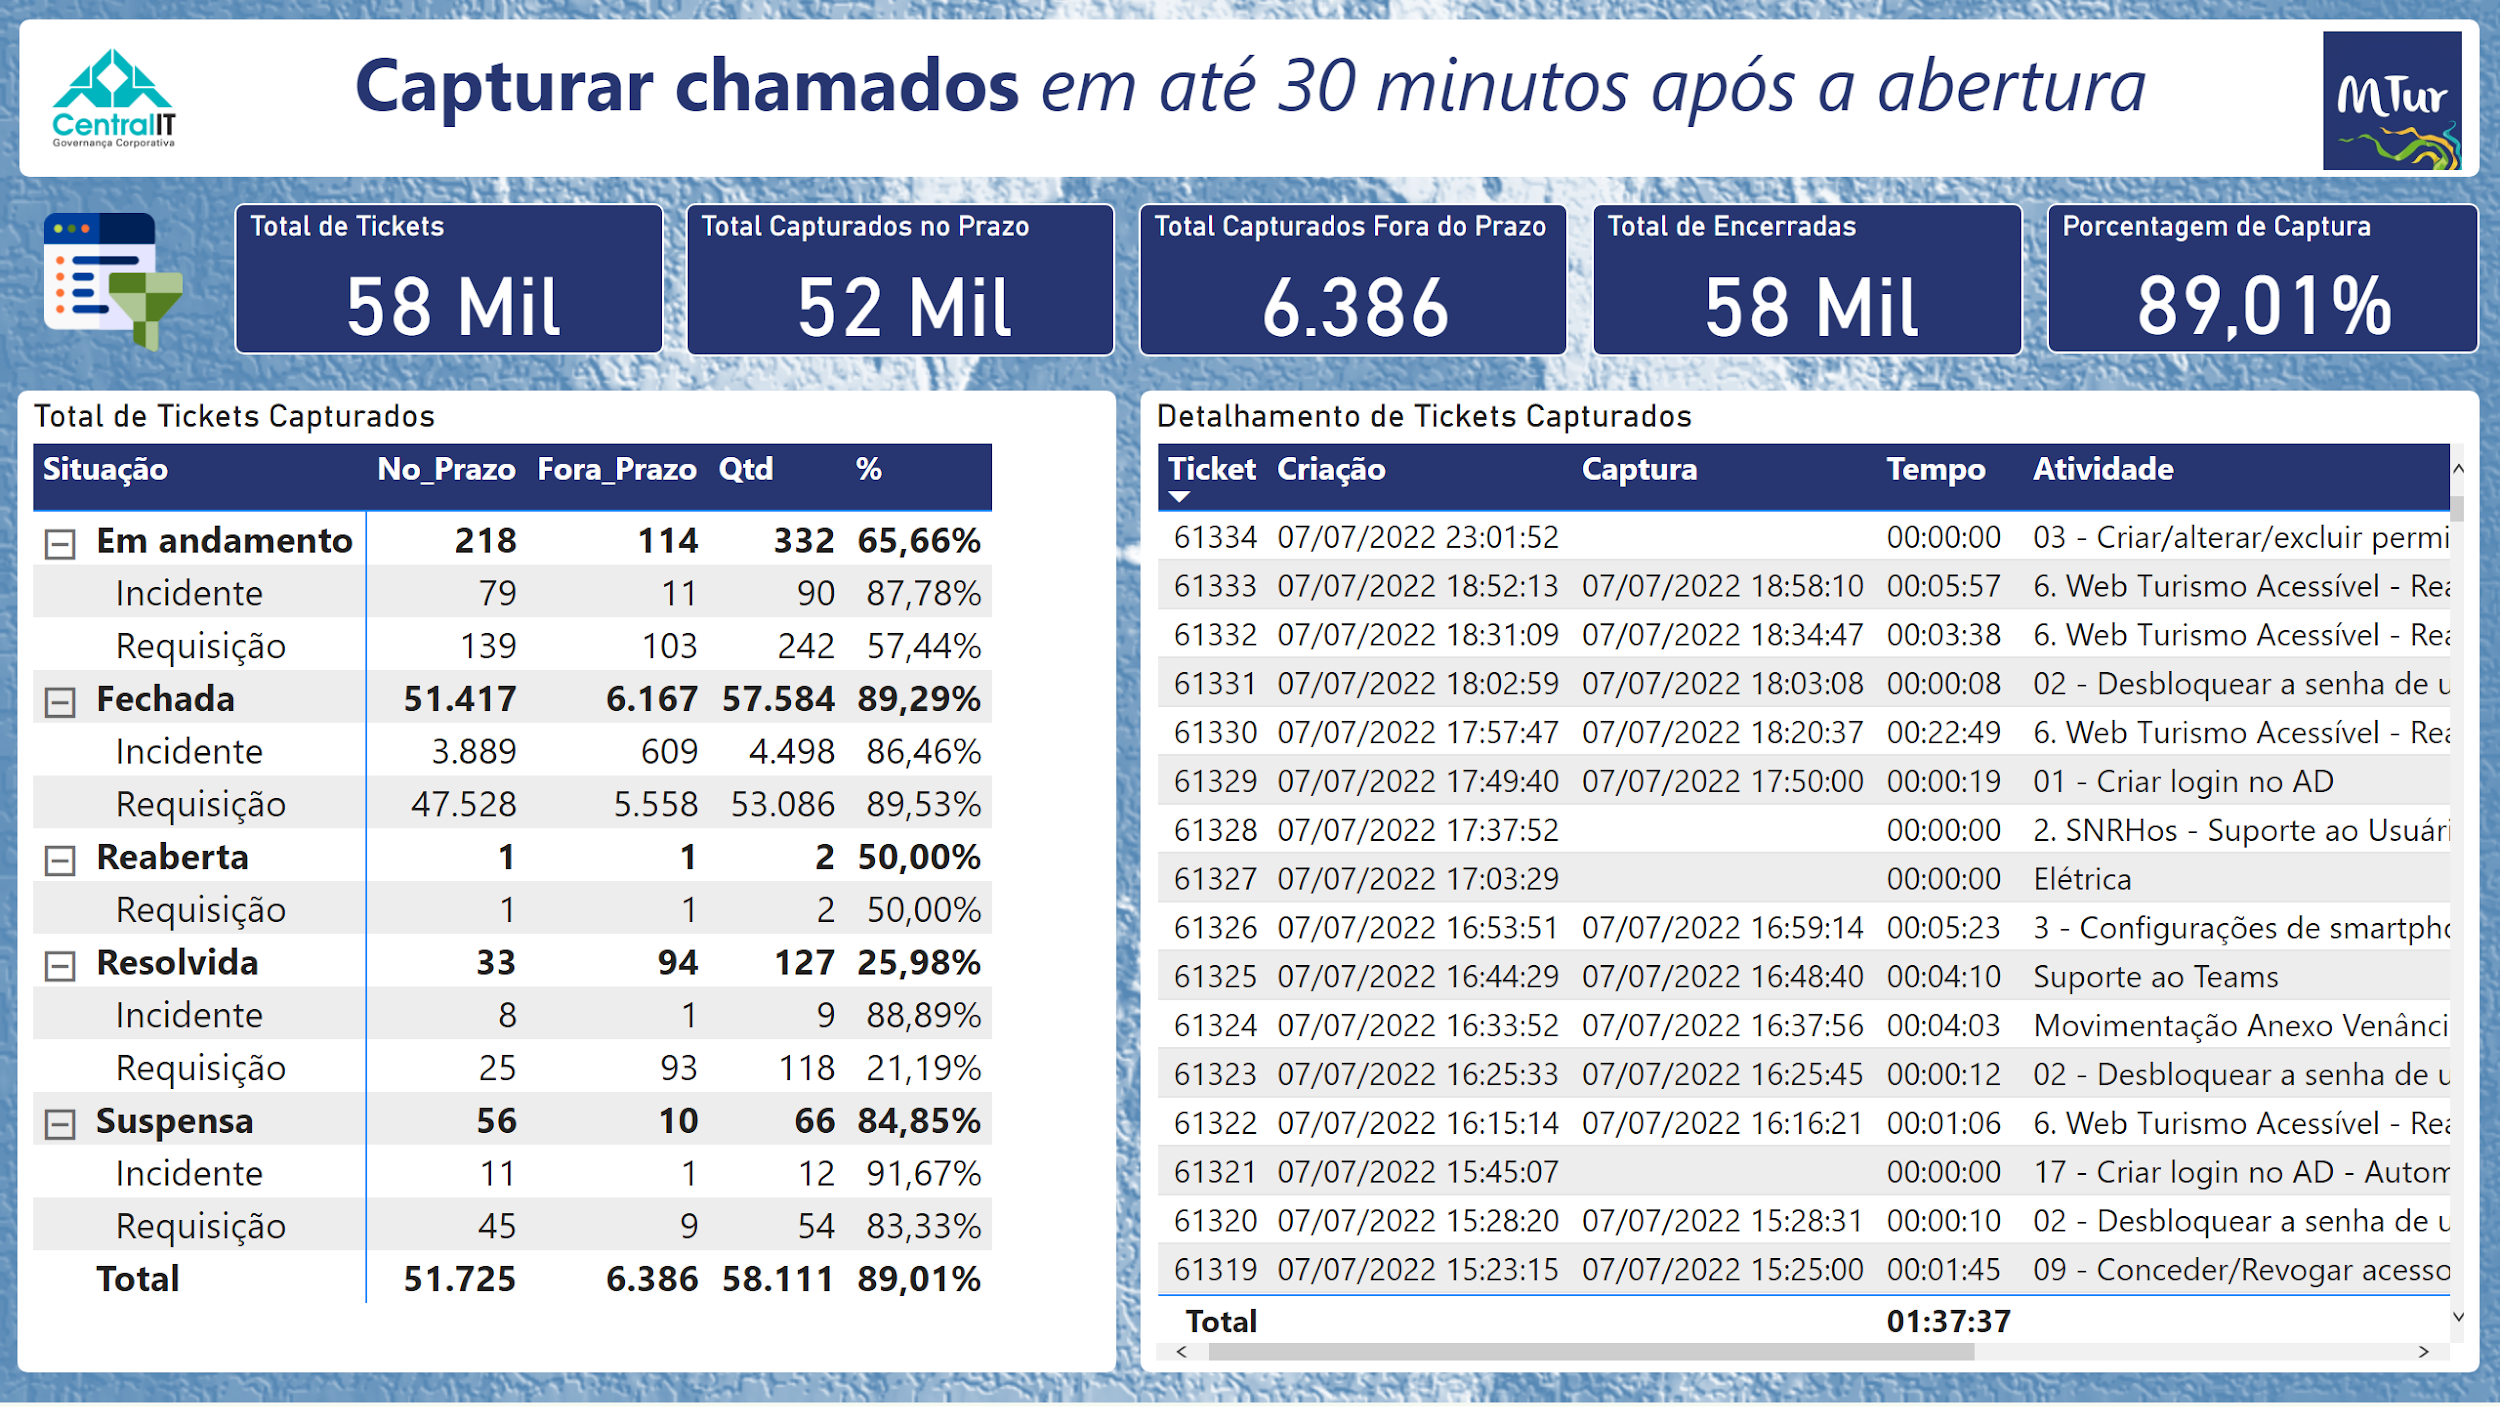 CentralIT
Governança Corporativa
Capturar chamados em até 30 minutos após a abertura
MTur
Total de Tickets
58 Mil
Total Capturados no Prazo
52 Mil
Total Capturados Fora do Prazo
6.386
Total de Encerradas
58 Mil
Porcentagem de Captura
89,01%
Total de Tickets Capturados
Situação No_Prazo Fora_Prazo Qtd %
Em andamento 218 114 332 65,66%
Incidente 79 11 90 87,78%
Requisição 139 103 242 57,44%
Fechada 51.417 6.167 57.584 89,29%
Incidente 3.889 609 4.498 86,46%
Requisição 47.528 5.558 53.086 89,53%
Reaberta 1 1 2 50,00%
Requisição 1 1 2 50,00%
Resolvida 33 94 127 25,98%
Incidente 8 1 9 88,89%
Requisição 25 93 118 21,19%
Suspensa 56 10 66 84,85%
Incidente 11 1 12 91,67%
Requisição 45 9 54 83,33%
Total 51.725 6.386 58.111 89,01%
Detalhamento de Tickets Capturados
Ticket Criação Captura Tempo Atividade
61334 07/07/2022 23:01:52 00:00:00 03 - Criar/alterar/excluir permi
61333 07/07/2022 18:52:13 07/07/2022 18:58:10 00:05:57 6. Web Turismo Acessível - Rea
61332 07/07/2022 18:31:09 07/07/2022 18:34:47 00:03:38 6. Web Turismo Acessível - Rea
61331 07/07/2022 18:02:59 07/07/2022 18:03:08 00:00:08 02 - Desbloquear a senha de u
61330 07/07/2022 17:57:47 07/07/2022 18:20:37 00:22:49 6. Web Turismo Acessível - Rea
61329 07/07/2022 17:49:40 07/07/2022 17:50:00 00:00:19 01 - Criar login no AD
61328 07/07/2022 17:37:52 00:00:00 2. SNRHos - Suporte ao Usuári
61327 07/07/2022 17:03:29 00:00:00 Elétrica
61326 07/07/2022 16:53:51 07/07/2022 16:59:14 00:05:23 3 - Configurações de smartpho
61325 07/07/2022 16:44:29 07/07/2022 16:48:40 00:04:10 Suporte ao Teams
61324 07/07/2022 16:33:52 07/07/2022 16:37:56 00:04:03 Movimentação Anexo Venânci
61323 07/07/2022 16:25:33 07/07/2022 16:25:45 00:00:12 02 - Desbloquear a senha de u
61322 07/07/2022 16:15:14 07/07/2022 16:16:21 00:01:06 6. Web Turismo Acessível - Rea
61321 07/07/2022 15:45:07 00:00:00 17 - Criar login no AD - Autom
61320 07/07/2022 15:28:20 07/07/2022 15:28:31 00:00:10 02 - Desbloquear a senha de u
61319 07/07/2022 15:23:15 07/07/2022 15:25:00 00:01:45 09 - Conceder/Revogar acesso
Total 01:37:37